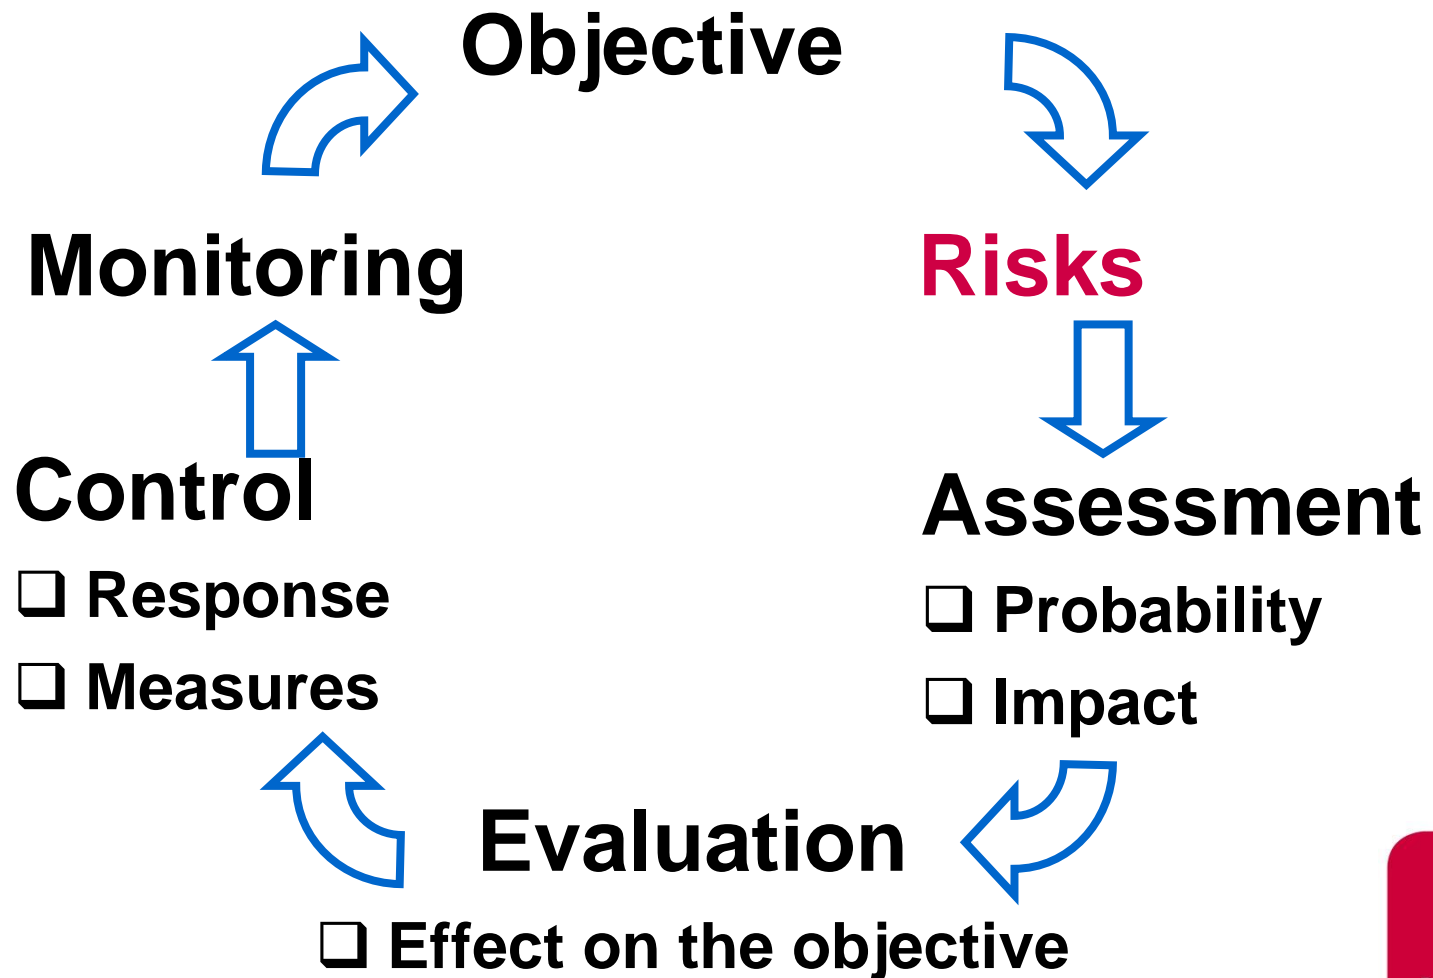 Objective
Monitoring
Risks
Control
❑ Response
❑ Measures
Assessment
❑ Probability
❑ Impact
Evaluation
❑ Effect on the objective